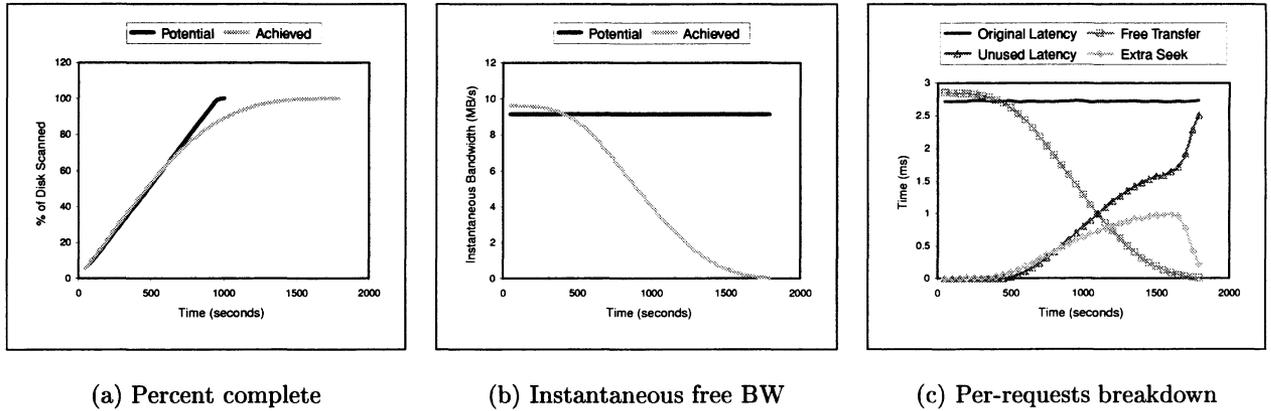 Potential Achieved
120
100
80
60
40
20
0
% of Disk Scanned
0 500 1000 1500 2000
Time (seconds)
(a) Percent complete
Potential Achieved
12
10
8
6
4
2
0
Instantaneous Bandwidth (MB/s)
0 500 1000 1500 2000
Time (seconds)
(b) Instantaneous free BW
Original Latency Free Transfer
Unused Latency Extra Seek
3
2.5
2
1.5
1
0.5
0
Time (ms)
0 500 1000 1500 2000
Time (seconds)
(c) Per-requests breakdown